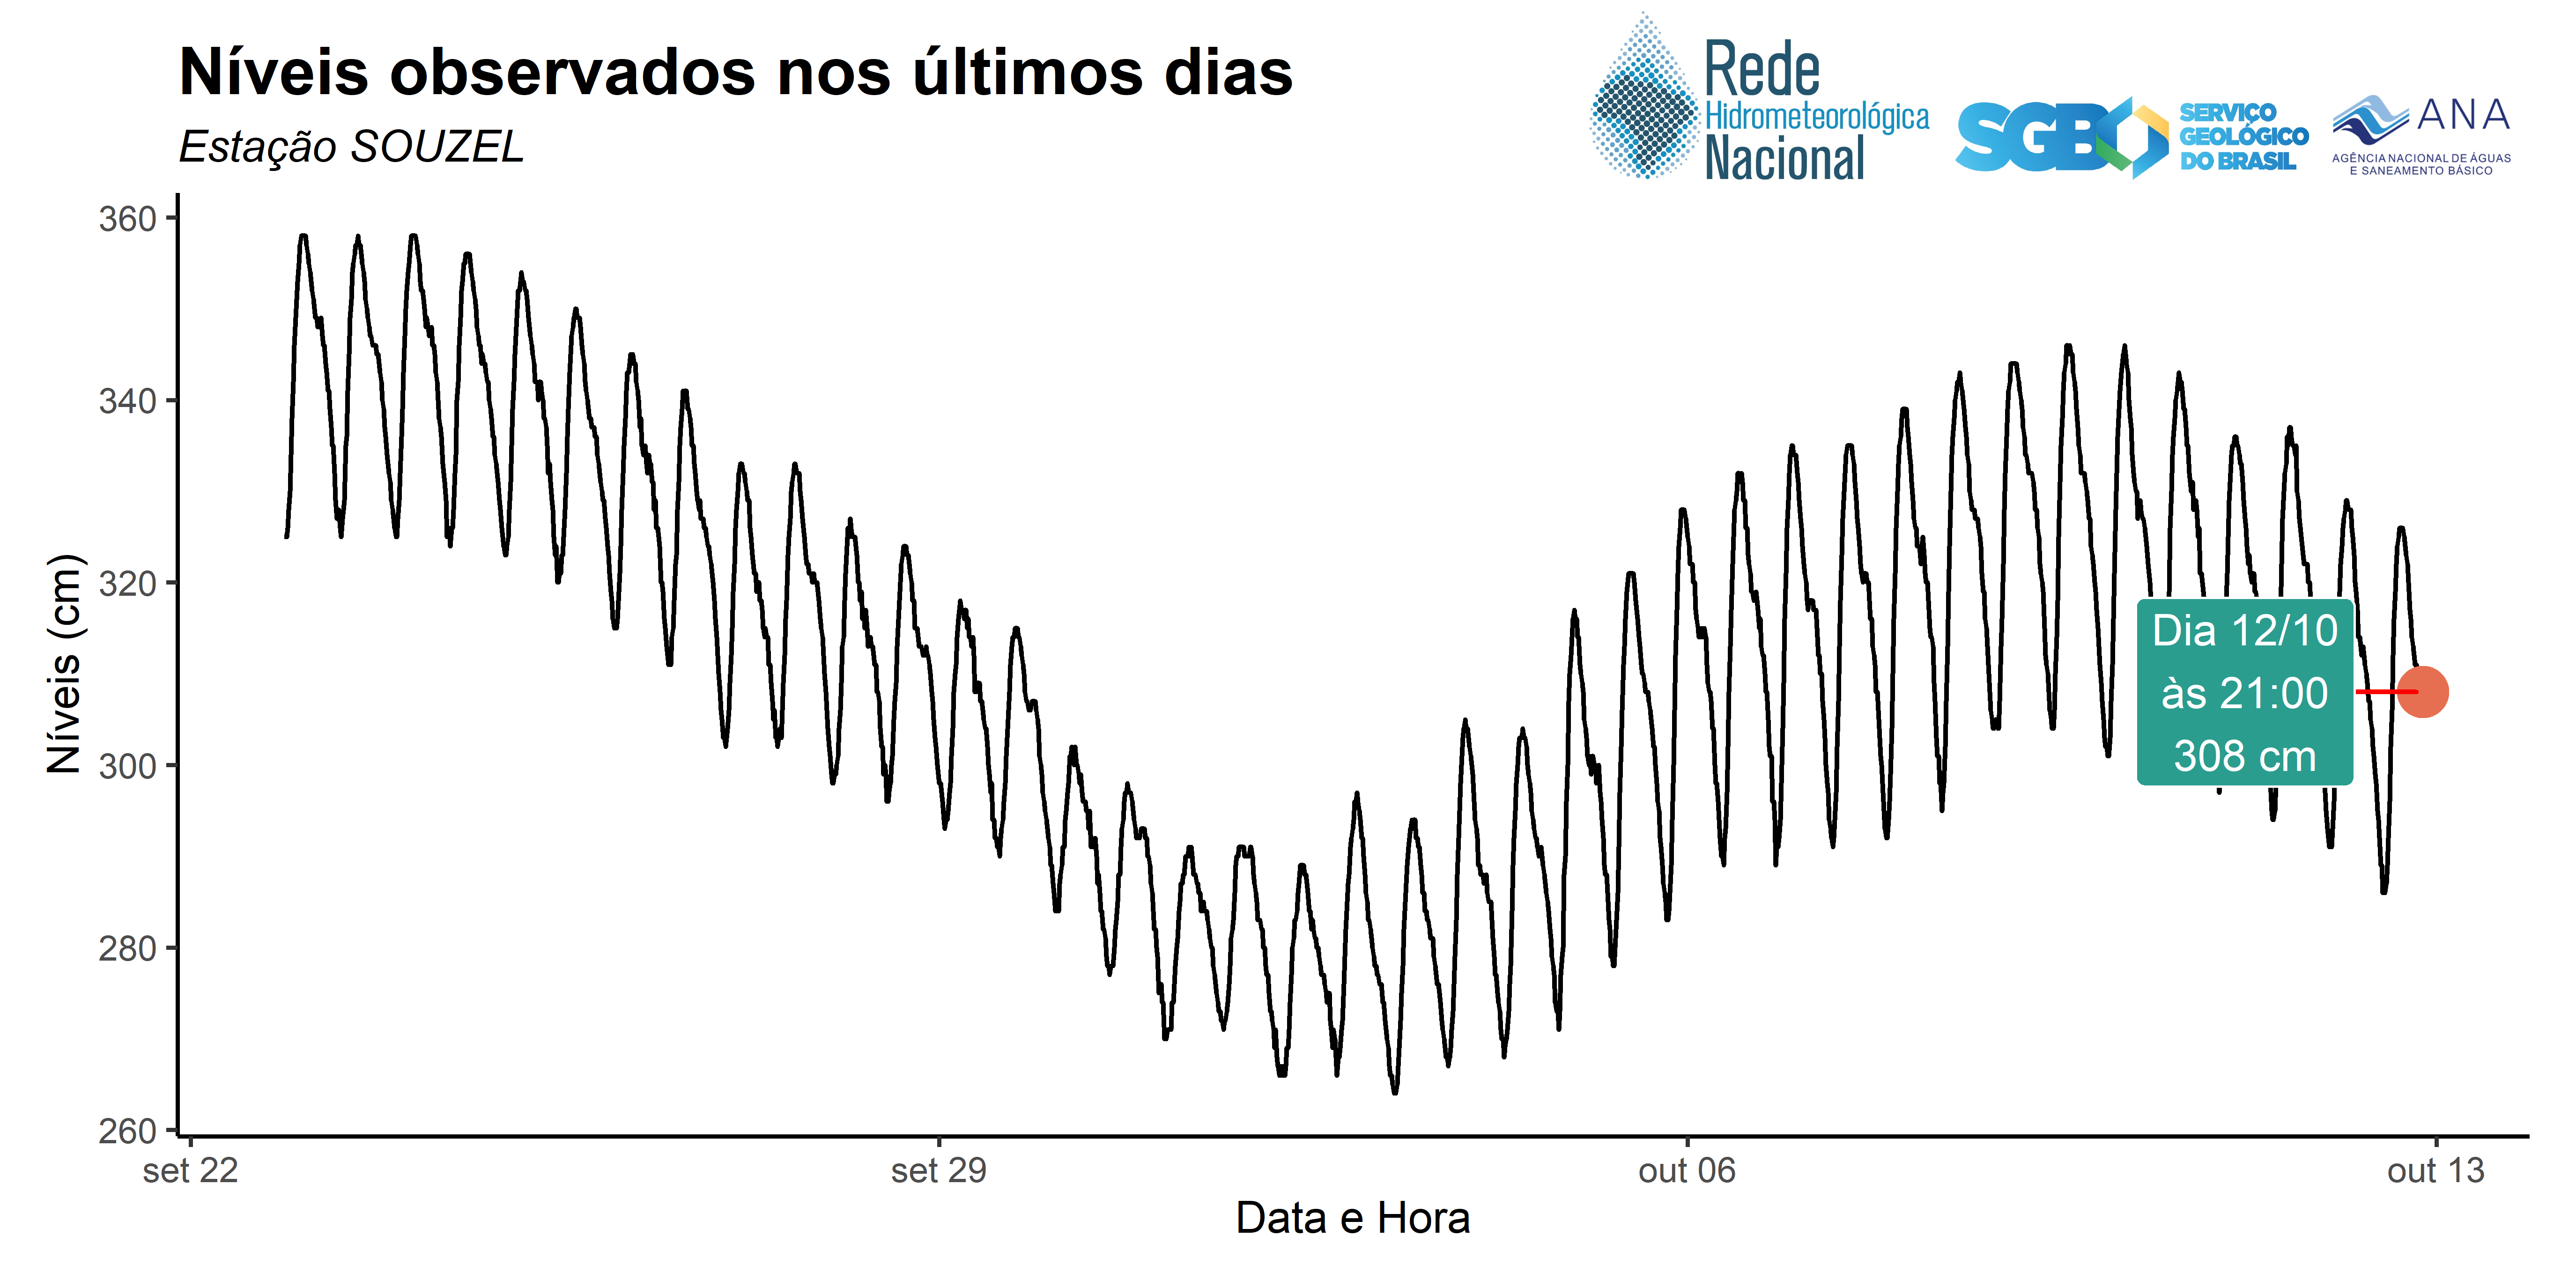 Níveis observados nos últimos dias
Estação SOUZEL
Rede
Hidrometeorológica
Nacional
SGB
SERVIÇO
GEOLÓGICO
DO BRASIL
ANA
AGÊNCIA NACIONAL DE ÁGUAS
E SANEAMENTO BÁSICO
Níveis (cm)
360
340
320
300
280
260
Dia 12/10
às 21:00
308 cm
set 22
set 29
out 06
out 13
Data e Hora